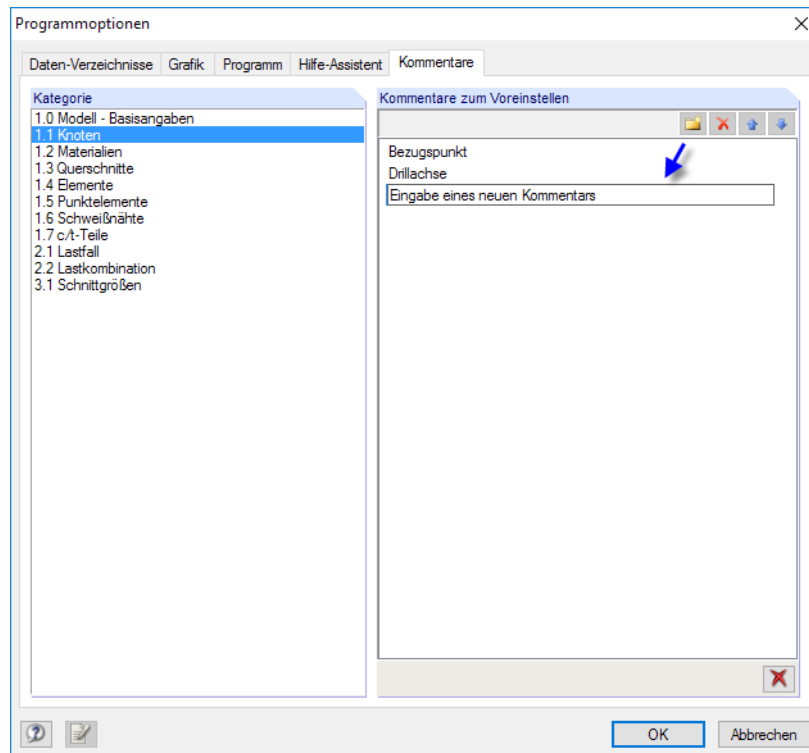 Programmoptionen
Daten-Verzeichnisse Grafik Programm Hilfe-Assistent Kommentare
Kategorie
1.0 Modell - Basisangaben
1.1 Knoten
1.2 Materialien
1.3 Querschnitte
1.4 Elemente
1.5 Punktelemente
1.6 Schweißnähte
1.7 c/t-Teile
2.1 Lastfall
2.2 Lastkombination
3.1 Schnittgrößen
Kommentare zum Voreinstellen
Bezugspunkt
Drillachse
Eingabe eines neuen Kommentars
OK Abbrechen